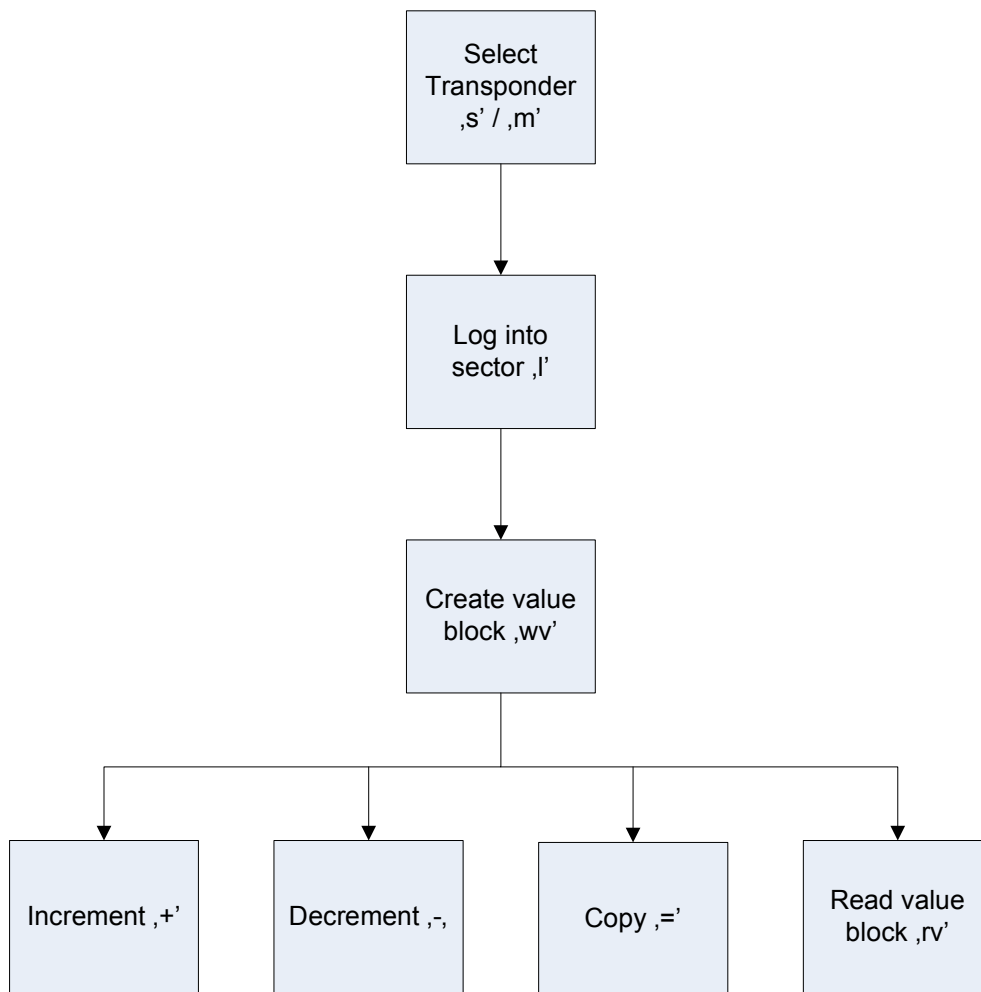 Select
Transponder
‚s’ / ‚m’
Log into
sector ‚l’
Create value
block ‚wv’
Increment ‚+’
Decrement ‚-‚
Copy ‚=’
Read value
block ‚rv’